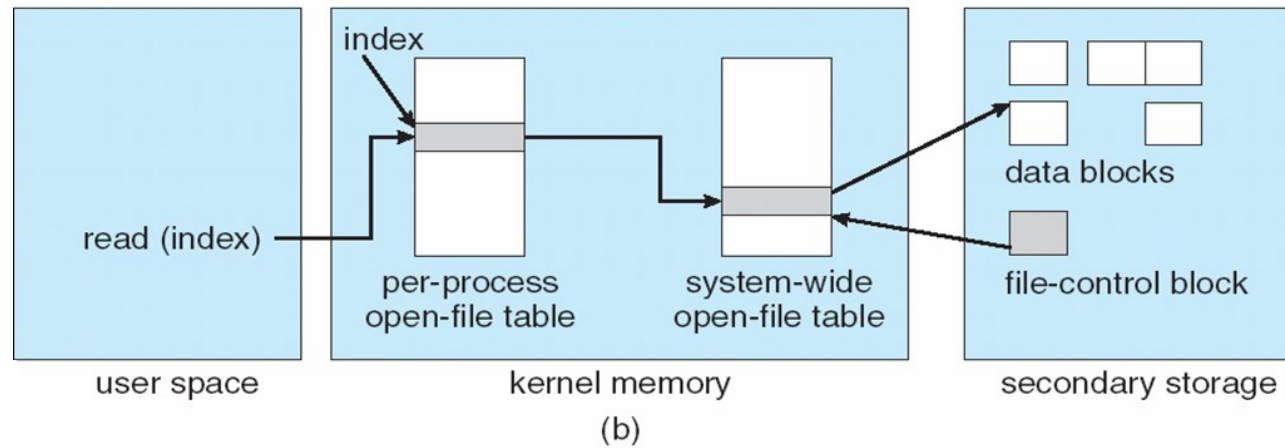 index
read (index)
per-process
open-file table
system-wide
open-file table
data blocks
file-control block
user space
kernel memory
secondary storage
(b)